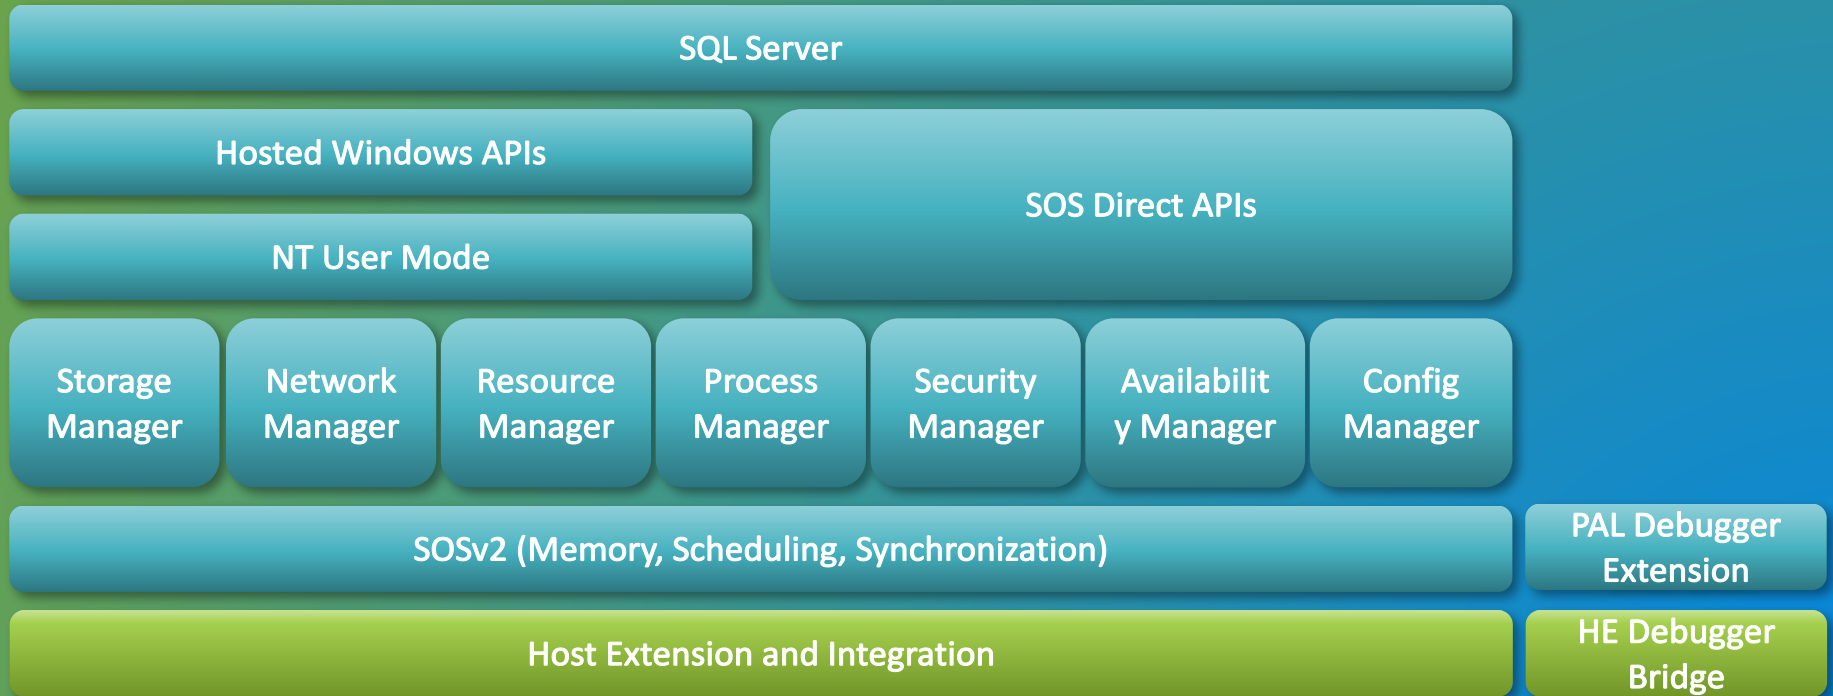 SQL Server
Hosted Windows APIs
SOS Direct APIs
NT User Mode
Storage
Manager
Network
Manager
Resource
Manager
Process
Manager
Security
Manager
Availabilit
y Manager
Config
Manager
SOSv2 (Memory, Scheduling, Synchronization)
PAL Debugger
Extension
Host Extension and Integration
HE Debugger
Bridge